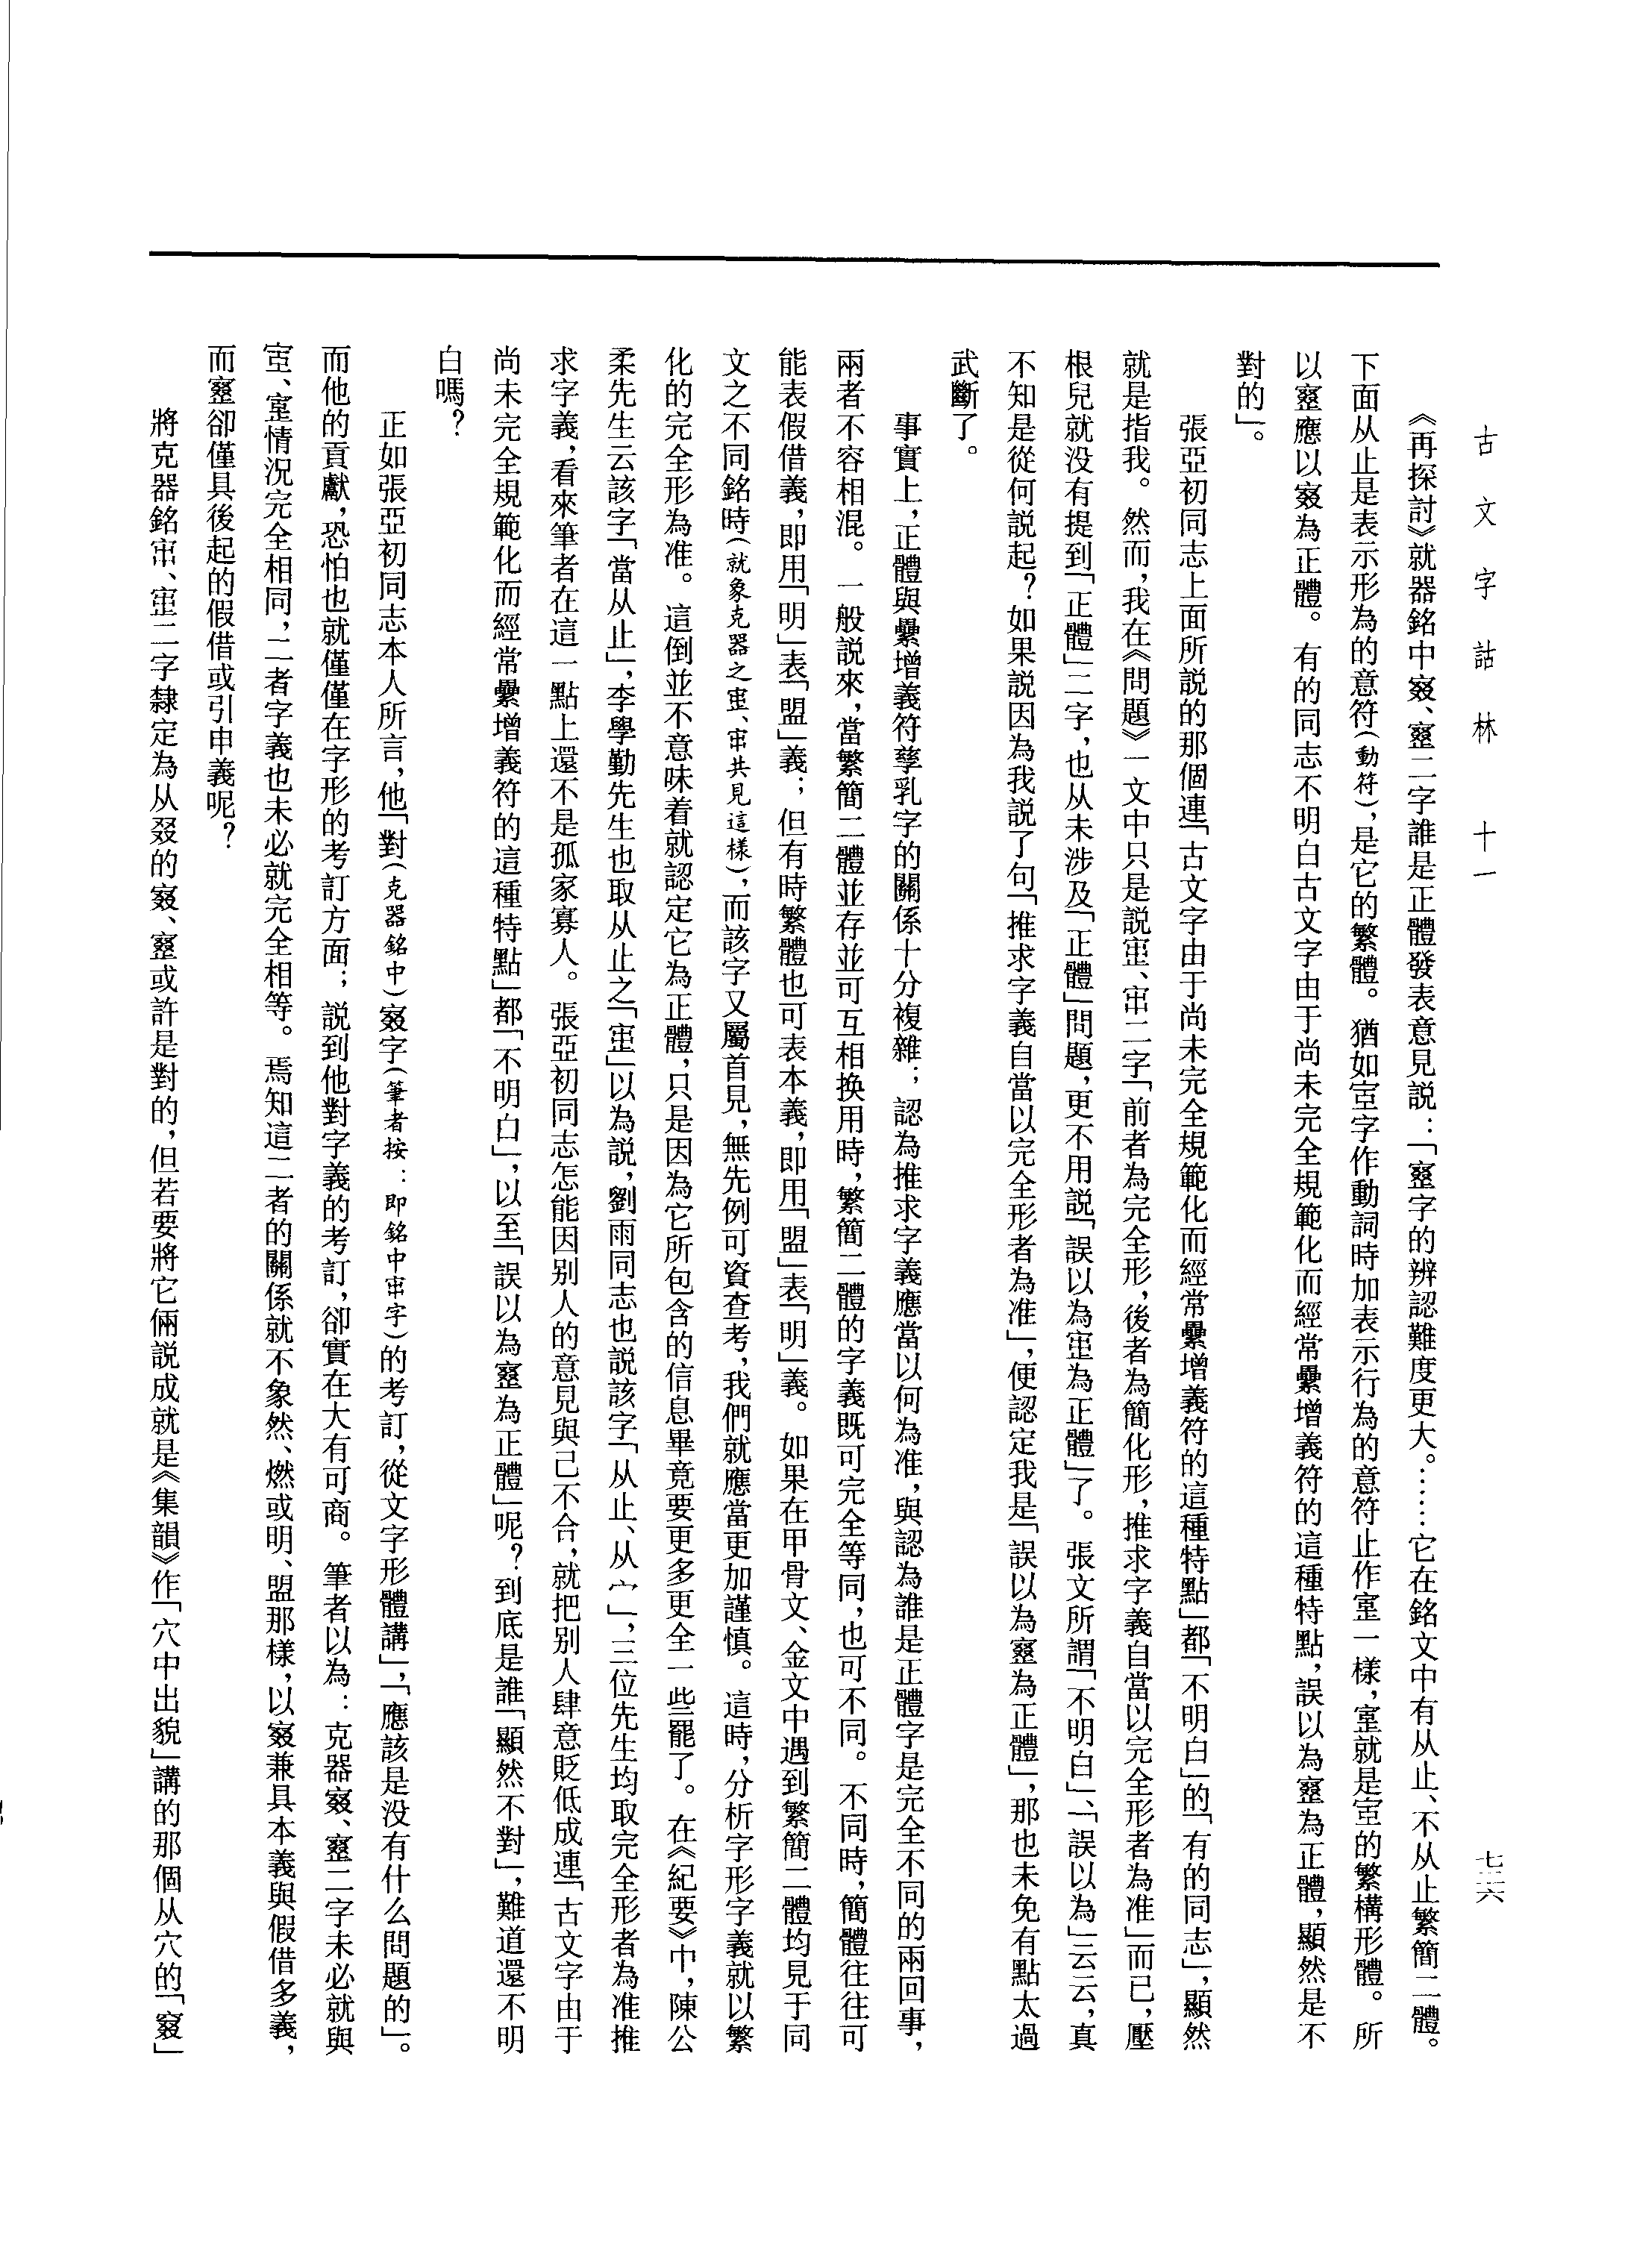 古文字詁林　十一
七三六
《再探討》就器銘中、二字誰是正體發表意見説：「字的辨認難度更大。……它在銘文中有从止、不从止繁簡二體。
下面从止是表示形為的意符（動符），是它的繁體。猶如字作動詞時加表示行為的意符止作一樣，就是的繁構形體。所
以應以為正體。有的同志不明白古文字由于尚未完全規範化而經常纍增義符的這種特點，誤以為為正體，顯然是不
對的」。
張亞初同志上面所説的那個連「古文字由于尚未完全規範化而經常纍增義符的這種特點」都「不明白」的「有的同志」，顯然
就是指我。然而，我在《問題》一文中只是説、二字「前者為完全形，後者為簡化形，推求字義自當以完全形者為准」而已，壓
根兒就没有提到「正體」二字，也从未涉及「正體」問題，更不用説「誤以為為正體」了。張文所謂「不明白」、「誤以為」云云，真
不知是從何説起？如果説因為我説了句「推求字義自當以完全形者為准」，便認定我是「誤以為為正體」，那也未免有點太過
武斷了。
事實上，正體與纍增義符孳乳字的關係十分複雜；認為推求字義應當以何為准，與認為誰是正體字是完全不同的兩回事，
兩者不容相混。一般説來，當繁簡二體並存並可互相换用時，繁簡二體的字義既可完全等同，也可不同。不同時，簡體往往可
能表假借義，即用「明」表「盟」義；但有時繁體也可表本義，即用「盟」表「明」義。如果在甲骨文、金文中遇到繁簡二體均見于同
文之不同銘時（就象克器之、共見這樣），而該字又屬首見，無先例可資查考，我們就應當更加謹慎。這時，分析字形字義就以繁
化的完全形為准。這倒並不意味着就認定它為正體，只是因為它所包含的信息畢竟要更多更全一些罷了。在《紀要》中，陳公
柔先生云該字「當从止」，李學勤先生也取从止之「」以為説，劉雨同志也説該字「从止、从宀」，三位先生均取完全形者為准推
求字義，看來筆者在這一點上還不是孤家寡人。張亞初同志怎能因别人的意見與己不合，就把别人肆意貶低成連「古文字由于
尚未完全規範化而經常纍增義符的這種特點」都「不明白」，以至「誤以為為正體」呢？到底是誰「顯然不對」，難道還不明
白嗎？
正如張亞初同志本人所言，他「對（克器銘中）字（筆者按：即銘中字）的考訂，從文字形體講」，「應該是没有什么問題的」。
而他的貢獻，恐怕也就僅僅在字形的考訂方面；説到他對字義的考訂，卻實在大有可商。筆者以為：克器、二字未必就與
、情況完全相同，二者字義也未必就完全相等。焉知這二者的關係就不象然、燃或明、盟那樣，以兼具本義與假借多義，
而卻僅具後起的假借或引申義呢？
將克器銘、二字隸定為从叕的、或許是對的，但若要將它倆説成就是《集韻》作「穴中出貌」講的那個从穴的「窡」